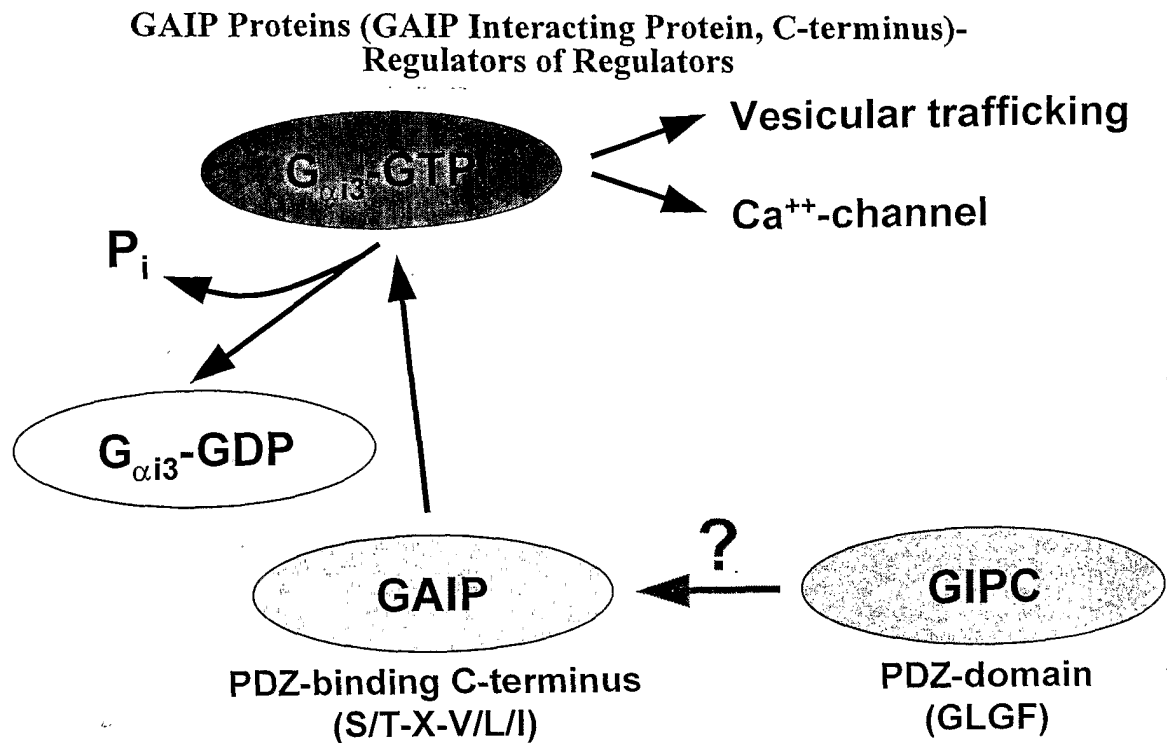 GAIP Proteins (GAIP Interacting Protein, C-terminus)-
Regulators of Regulators
Gαi3-GTP
Vesicular trafficking
Ca++-channel
Pi
Gαi3-GDP
?
GAIP
GIPC
PDZ-binding C-terminus
(S/T-X-V/L/I)
PDZ-domain
(GLGF)